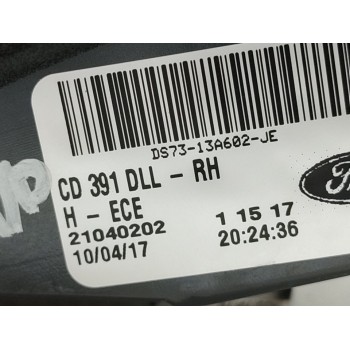 DS73-13A602-JE
CD 391 DLL - RH
H - ECE
21040202 1 15 17
10/04/17 20:24:36